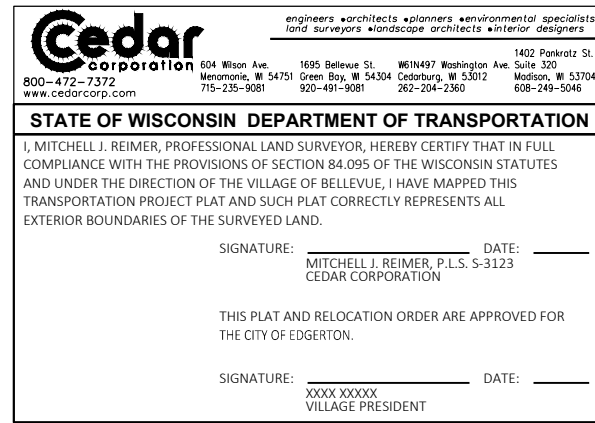 Cedar
corporation
800-472-7372
www.cedarcorp.com
engineers •architects •planners •environmental specialists
land surveyors •landscape architects •interior designers
604 Wilson Ave.
Menomonie, WI 54751
715-235-9081
1695 Bellevue St.
Green Bay, WI 54304
920-491-9081
W61N497 Washington Ave.
Cedarburg, WI 53012
262-204-2360
1402 Pankratz St.
Suite 320
Madison, WI 53704
608-249-5046
STATE OF WISCONSIN DEPARTMENT OF TRANSPORTATION
I, MITCHELL J. REIMER, PROFESSIONAL LAND SURVEYOR, HEREBY CERTIFY THAT IN FULL
COMPLIANCE WITH THE PROVISIONS OF SECTION 84.095 OF THE WISCONSIN STATUTES
AND UNDER THE DIRECTION OF THE VILLAGE OF BELLEVUE, I HAVE MAPPED THIS
TRANSPORTATION PROJECT PLAT AND SUCH PLAT CORRECTLY REPRESENTS ALL
EXTERIOR BOUNDARIES OF THE SURVEYED LAND.
SIGNATURE: DATE:
MITCHELL J. REIMER, P.L.S. S-3123
CEDAR CORPORATION
THIS PLAT AND RELOCATION ORDER ARE APPROVED FOR
THE CITY OF EDGERTON.
SIGNATURE: DATE:
XXXX XXXXX
VILLAGE PRESIDENT